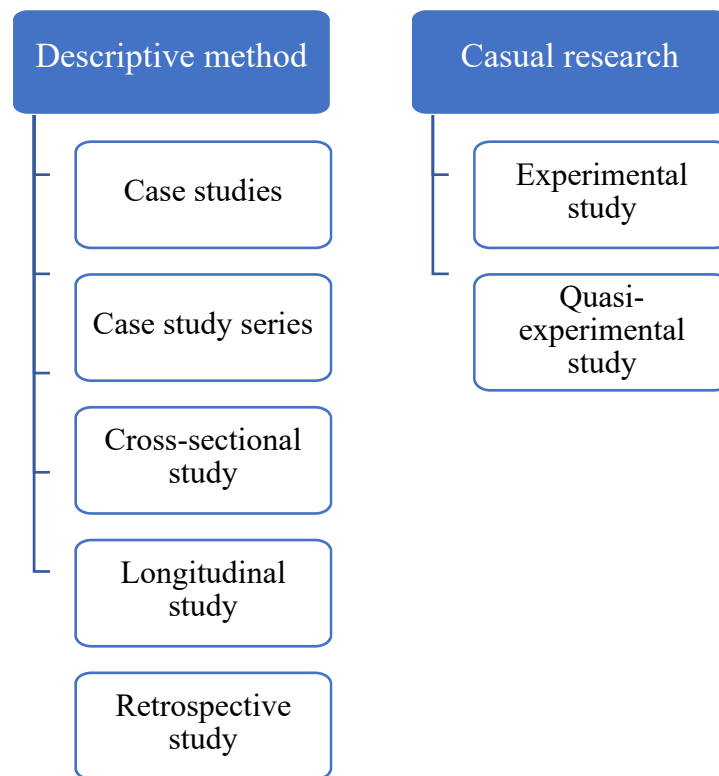 Descriptive method
Case studies
Case study series
Cross-sectional
study
Longitudinal
study
Retrospective
study
Casual research
Experimental
study
Quasi-
experimental
study